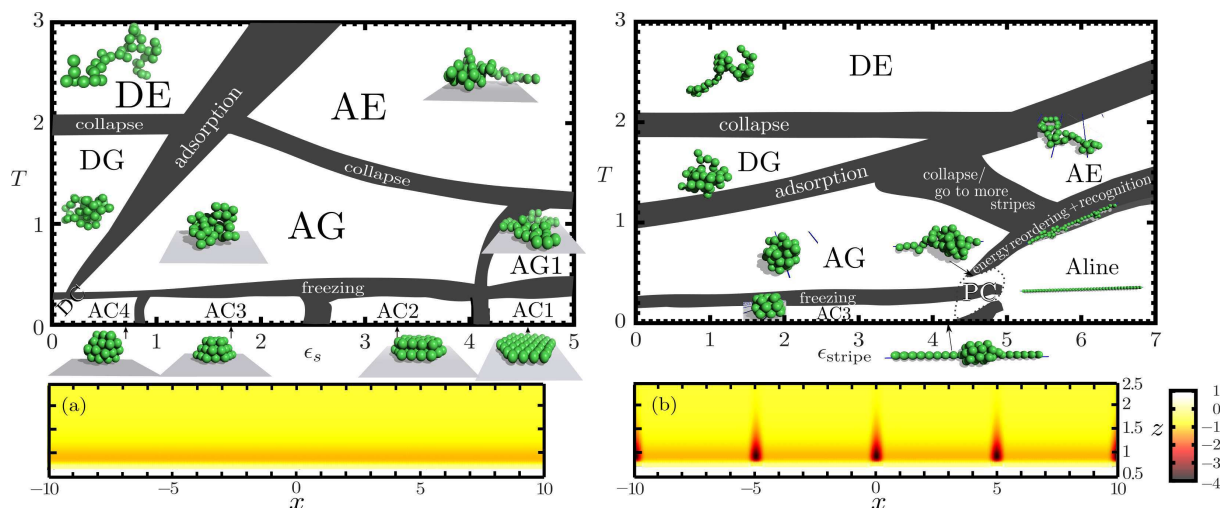 3
2
T
1
0
DE
AE
adsorption
collapse
DG
collapse
AG
AG1
DC
freezing
AC4
AC3
AC2
AC1
0
1
2
ϵs
3
4
5
(a)
−10
−5
0
5
10
x
3
2
T
1
0
DE
collapse
DG
adsorption
AE
collapse/
go to more
stripes
energy reordering+recognition
AG
Aline
PC
freezing
AC3
0
1
2
3
ϵstripe
4
5
6
7
(b)
2.5
2
1.5
1
0.5
z
−10
−5
0
5
10
x
1
0
−1
−2
−3
−4